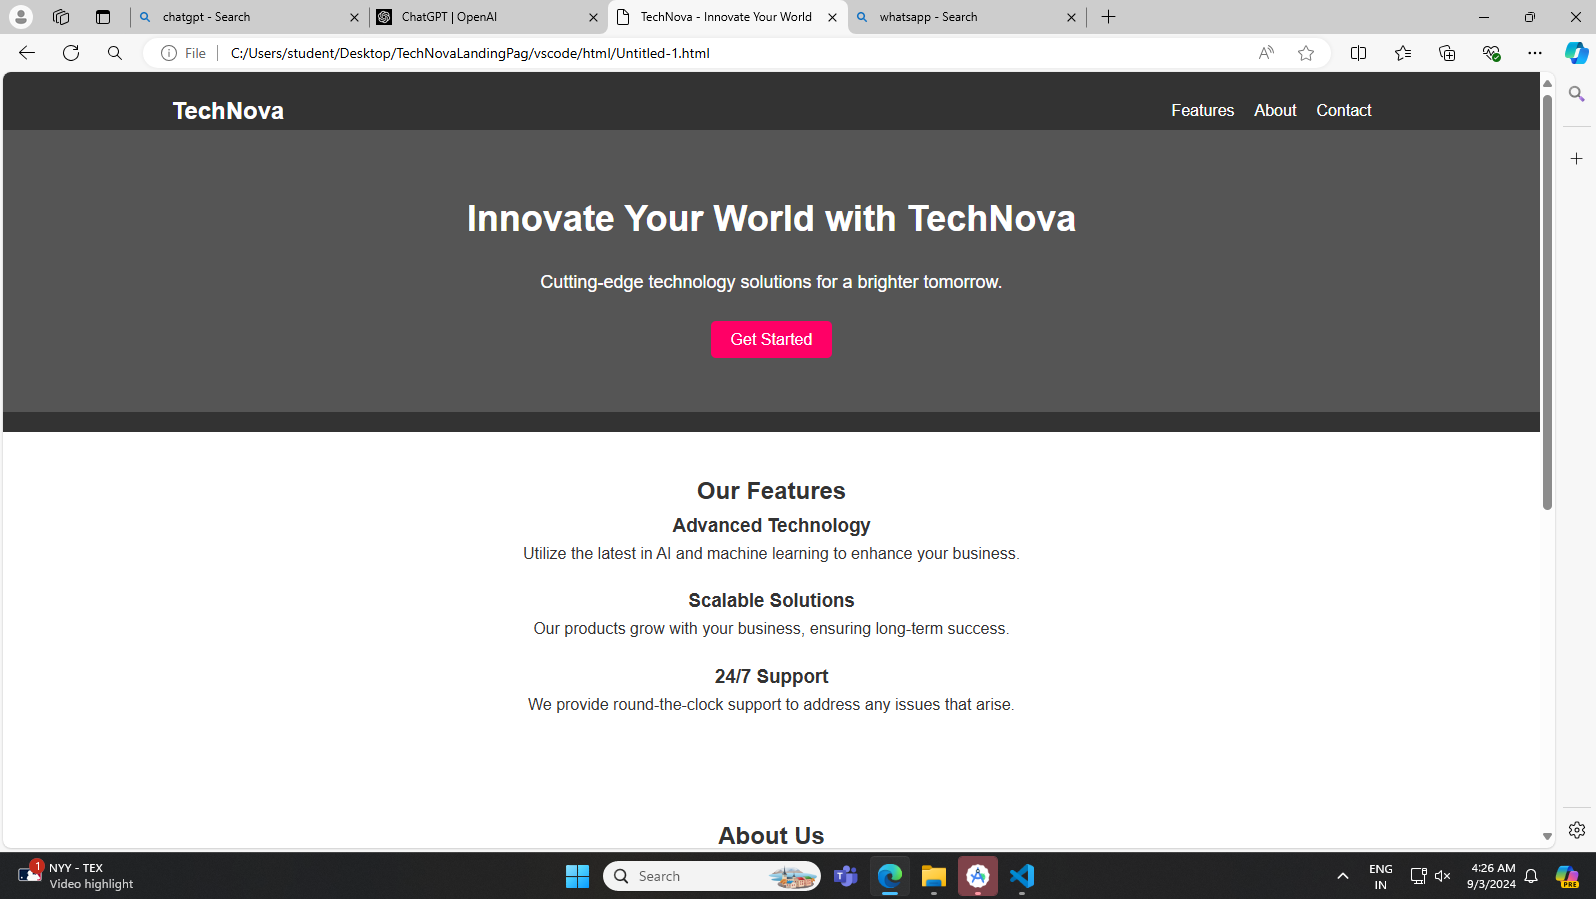 chatgpt - Search
ChatGPT | OpenAI
TechNova - Innovate Your World
whatsapp - Search
File
C:/Users/student/Desktop/TechNovaLandingPag/vscode/html/Untitled-1.html
TechNova
Features About Contact
Innovate Your World with TechNova
Cutting-edge technology solutions for a brighter tomorrow.
Get Started
Our Features
Advanced Technology
Utilize the latest in AI and machine learning to enhance your business.
Scalable Solutions
Our products grow with your business, ensuring long-term success.
24/7 Support
We provide round-the-clock support to address any issues that arise.
About Us
1
NYY - TEX
Video highlight
Search
ENG
IN
4:26 AM
9/3/2024
PRE